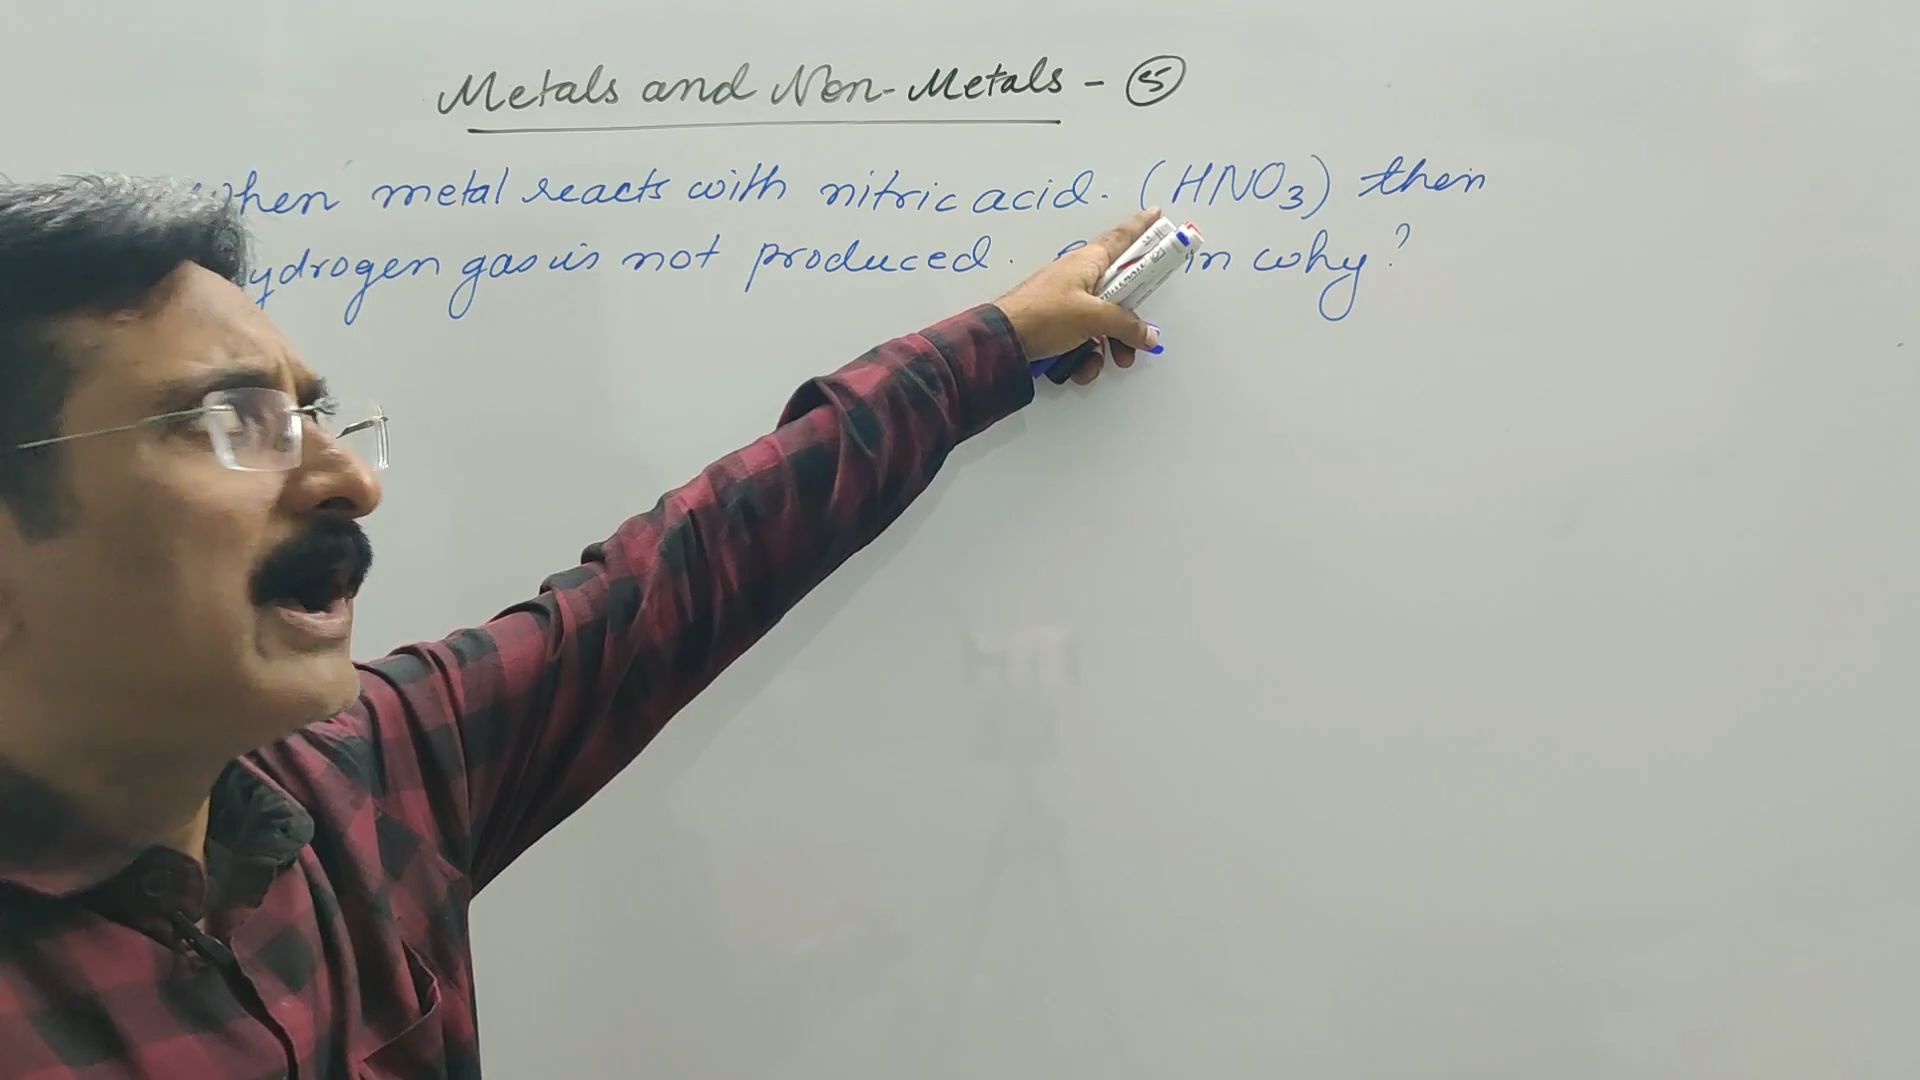 Metals and Non-Metals - 5
When metal reacts with nitric acid. (HNO3) then
ydrogen gas is not produced. in why?